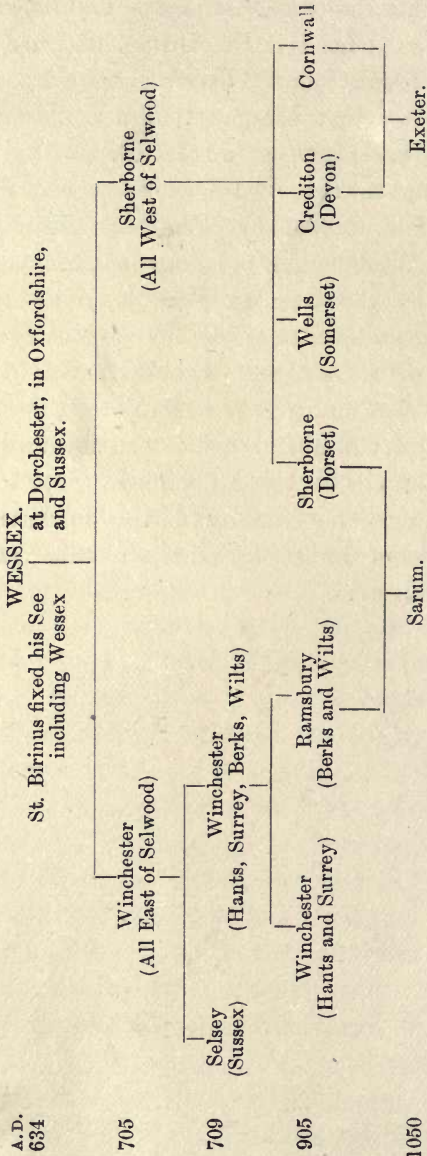 WESSEX.
A.D.
634
St. Birinus fixed his See
including Wessex
at Dorchester, in Oxfordshire,
and Sussex.
705
Winchester
(All East of Selwood)
Sherborne
(All West of Selwood)
709
Selsey
(Sussex)
Winchester
(Hants, Surrey, Berks, Wilts)
905
Winchester
(Hants and Surrey)
Ramsbury
(Berks and Wilts)
Sherborne
(Dorset)
Wells
(Somerset)
Crediton
(Devon)
Cornwall
1050
Sarum.
Exeter.